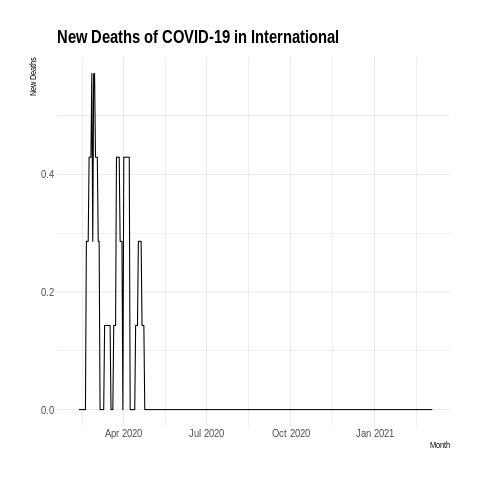 New Deaths of COVID-19 in International
New Deaths
0.4
0.2
0.0
Apr 2020 Jul 2020 Oct 2020 Jan 2021
Month